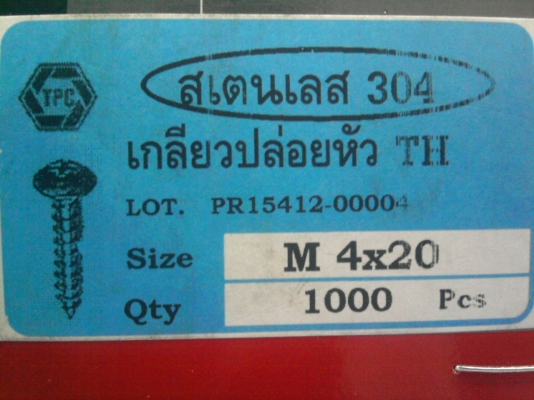 TPC
สเตนเลส 304
เกลียวปล่อยหัว TH
LOT. PR15412-00004
Size M 4x20
Qty 1000 Pcs